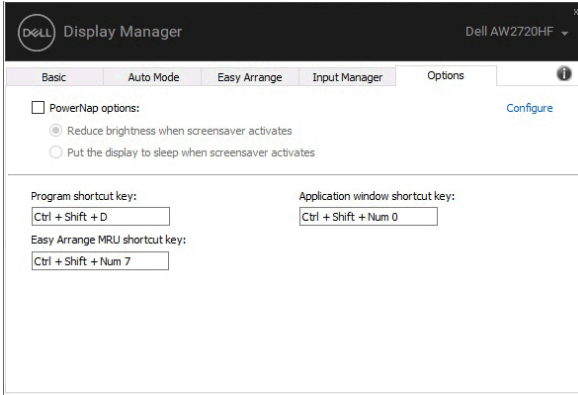 DELL Display Manager
Dell AW2720HF
Basic Auto Mode Easy Arrange Input Manager Options
PowerNap options:
Configure
Reduce brightness when screensaver activates
Put the display to sleep when screensaver activates
Program shortcut key:
Application window shortcut key:
Ctrl + Shift + D
Ctrl + Shift + Num 0
Easy Arrange MRU shortcut key:
Ctrl + Shift + Num 7